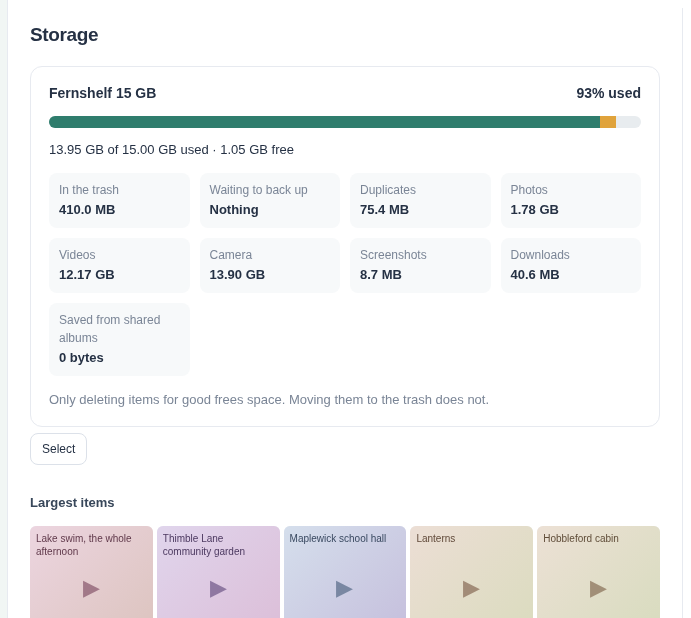 Storage
Fernshelf 15 GB
93% used
13.95 GB of 15.00 GB used · 1.05 GB free
In the trash
410.0 MB
Waiting to back up
Nothing
Duplicates
75.4 MB
Photos
1.78 GB
Videos
12.17 GB
Camera
13.90 GB
Screenshots
8.7 MB
Downloads
40.6 MB
Saved from shared
albums
0 bytes
Only deleting items for good frees space. Moving them to the trash does not.
Select
Largest items
Lake swim, the whole
afternoon
Thimble Lane
community garden
Maplewick school hall
Lanterns
Hobbleford cabin